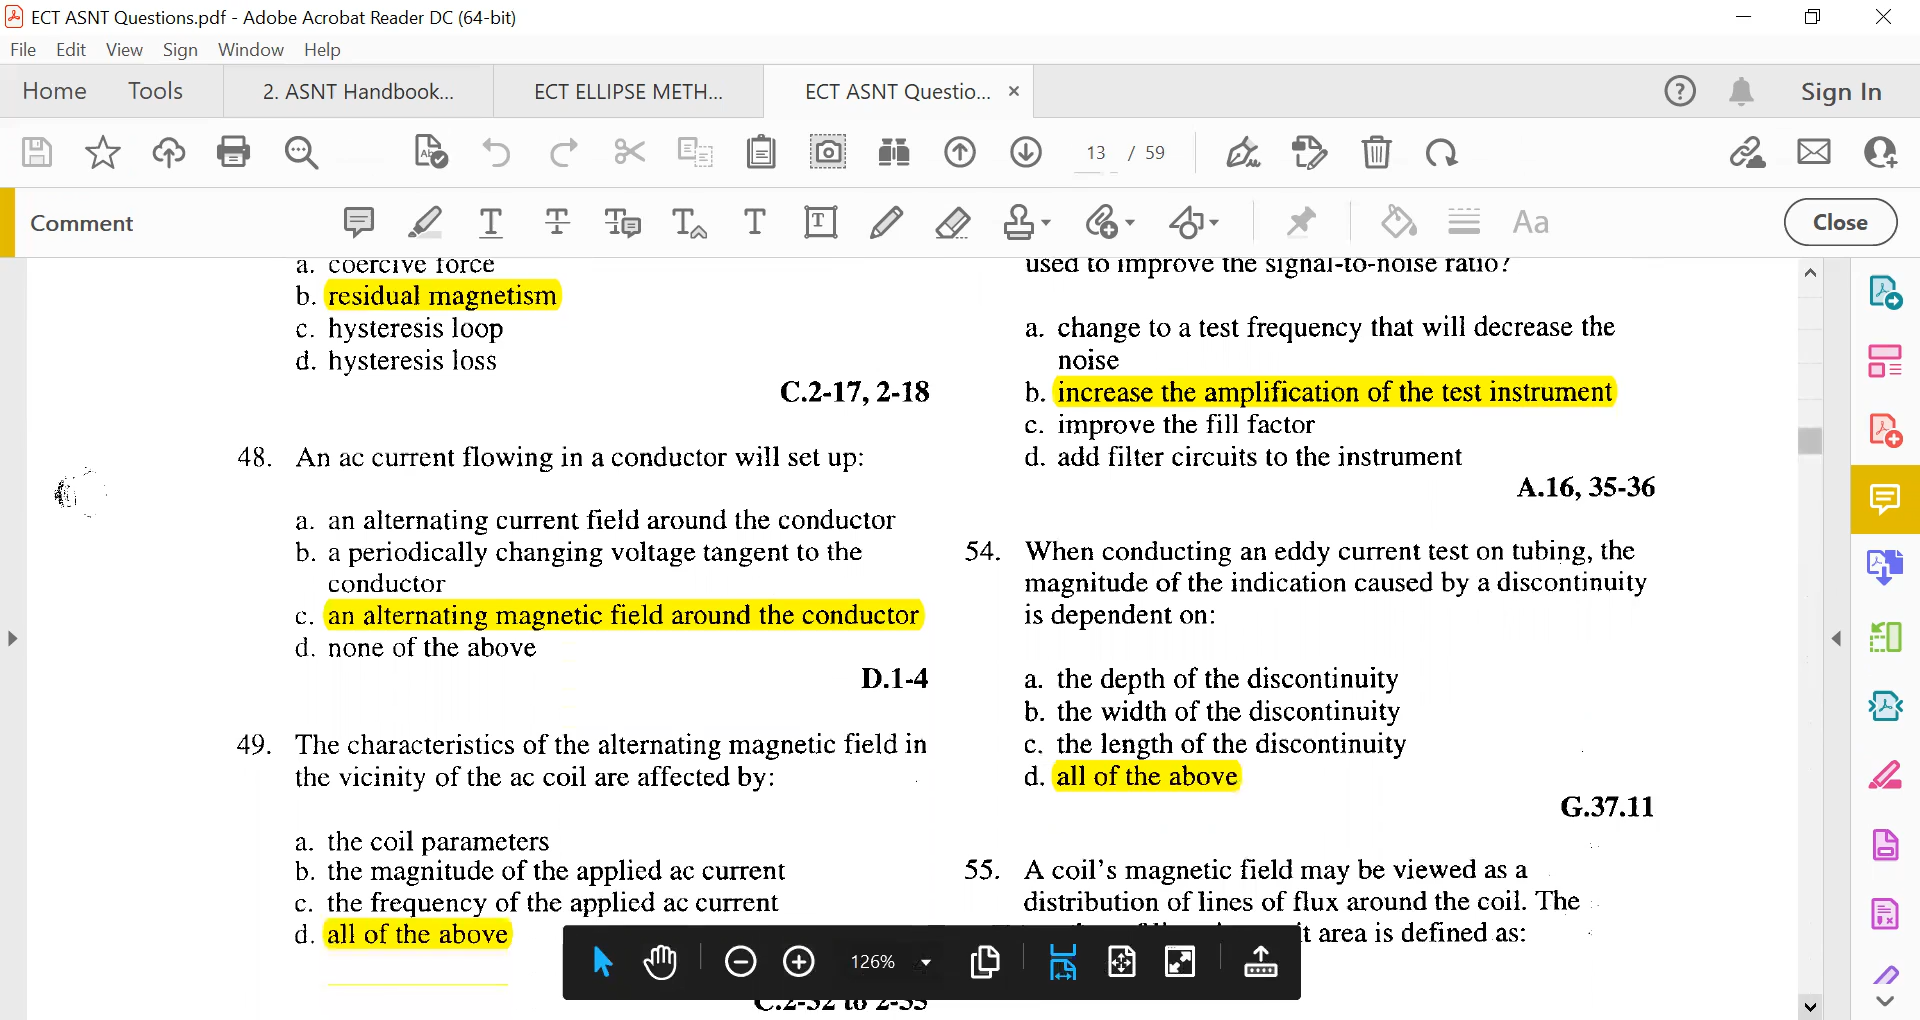 ECT ASNT Questions.pdf - Adobe Acrobat Reader DC (64-bit)
File Edit View Sign Window Help
Home Tools 2. ASNT Handbook... ECT ELLIPSE METH... ECT ASNT Questio... × Sign In
13 / 59
Comment
Aa
Close
a. coercive force
b. residual magnetism
c. hysteresis loop
d. hysteresis loss
C.2-17, 2-18
48. An ac current flowing in a conductor will set up:
a. an alternating current field around the conductor
b. a periodically changing voltage tangent to the
conductor
c. an alternating magnetic field around the conductor
d. none of the above
D.1-4
49. The characteristics of the alternating magnetic field in
the vicinity of the ac coil are affected by:
a. the coil parameters
b. the magnitude of the applied ac current
c. the frequency of the applied ac current
d. all of the above
C.2-32 to 2-35
used to improve the signal-to-noise ratio?
a. change to a test frequency that will decrease the
noise
b. increase the amplification of the test instrument
c. improve the fill factor
d. add filter circuits to the instrument
A.16, 35-36
54. When conducting an eddy current test on tubing, the
magnitude of the indication caused by a discontinuity
is dependent on:
a. the depth of the discontinuity
b. the width of the discontinuity
c. the length of the discontinuity
d. all of the above
G.37.11
55. A coil's magnetic field may be viewed as a
distribution of lines of flux around the coil. The
area is defined as:
126%